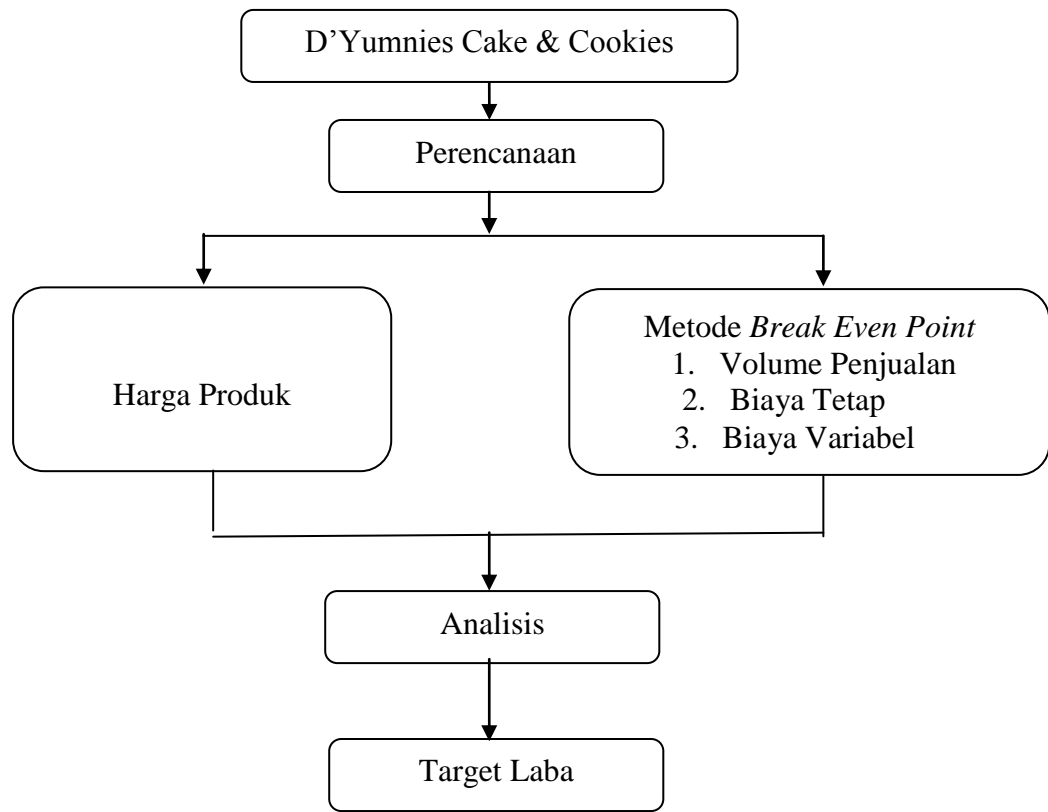 D’Yumnies Cake & Cookies
Perencanaan
Harga Produk
Metode Break Even Point
1. Volume Penjualan
2. Biaya Tetap
3. Biaya Variabel
Analisis
Target Laba